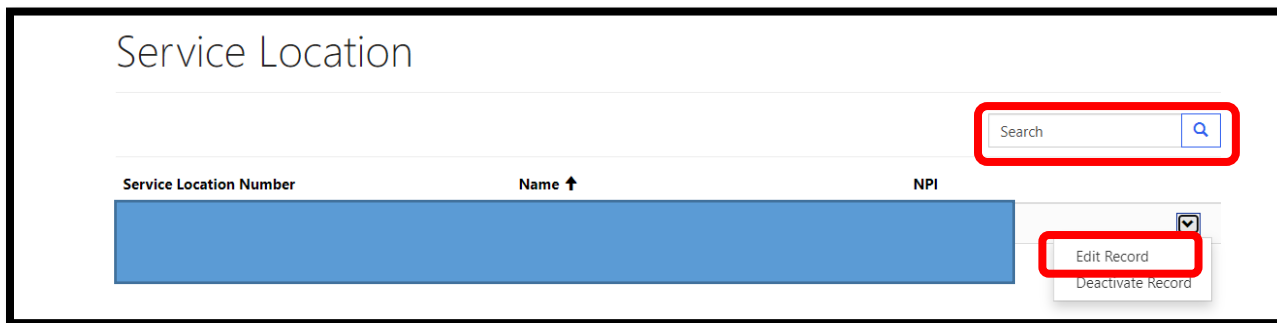 Service Location
Search
Service Location Number Name NPI
Edit Record
Deactivate Record